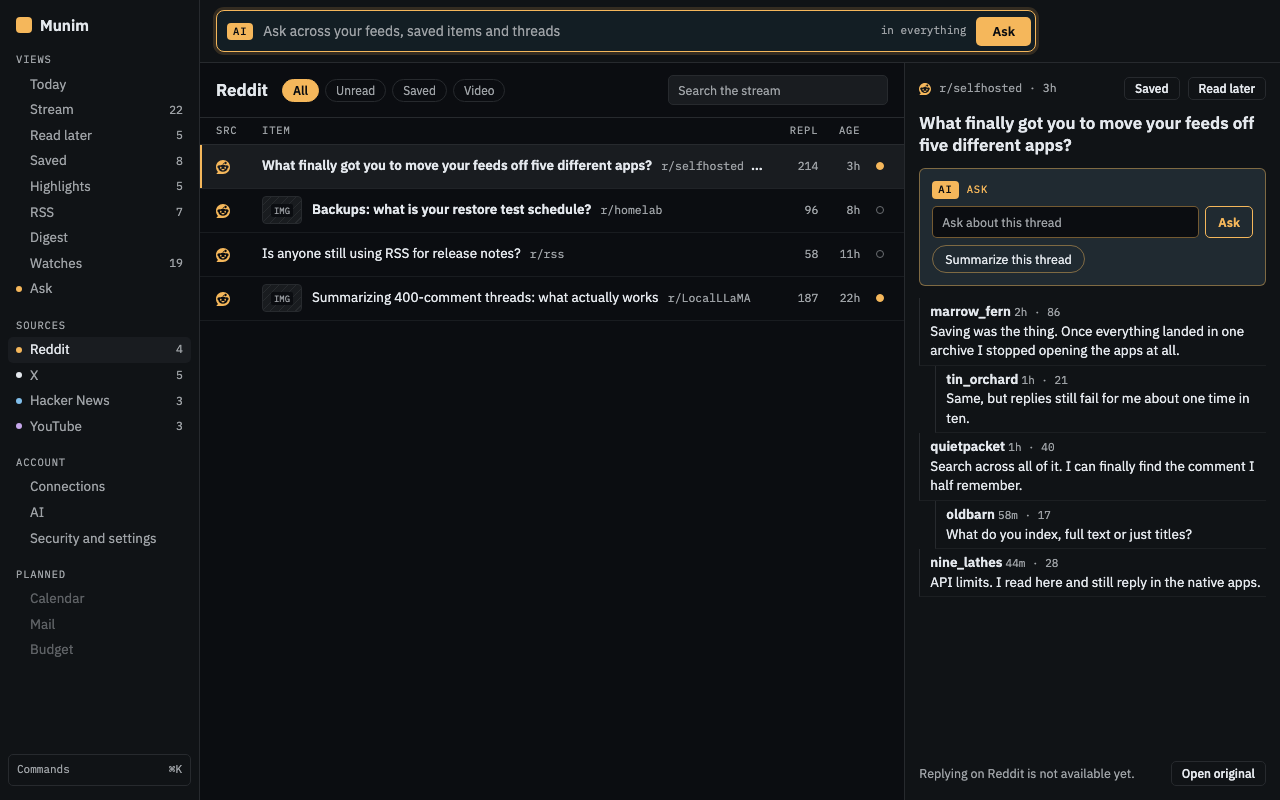 Munim
VIEWS
Today
Stream 22
Read later 5
Saved 8
Highlights 5
RSS 7
Digest
Watches 19
Ask
SOURCES
Reddit 4
X 5
Hacker News 3
YouTube 3
ACCOUNT
Connections
AI
Security and settings
PLANNED
Calendar
Mail
Budget
Commands ⌘K
AI Ask across your feeds, saved items and threads in everything Ask
Reddit All Unread Saved Video Search the stream
SRC ITEM REPL AGE
What finally got you to move your feeds off five different apps? r/selfhosted … 214 3h
IMG Backups: what is your restore test schedule? r/homelab 96 8h
Is anyone still using RSS for release notes? r/rss 58 11h
IMG Summarizing 400-comment threads: what actually works r/LocalLLaMA 187 22h
r/selfhosted · 3h Saved Read later
What finally got you to move your feeds off
five different apps?
AI ASK
Ask about this thread Ask
Summarize this thread
marrow_fern 2h · 86
Saving was the thing. Once everything landed in one
archive I stopped opening the apps at all.
tin_orchard 1h · 21
Same, but replies still fail for me about one time in
ten.
quietpacket 1h · 40
Search across all of it. I can finally find the comment I
half remember.
oldbarn 58m · 17
What do you index, full text or just titles?
nine_lathes 44m · 28
API limits. I read here and still reply in the native apps.
Replying on Reddit is not available yet. Open original